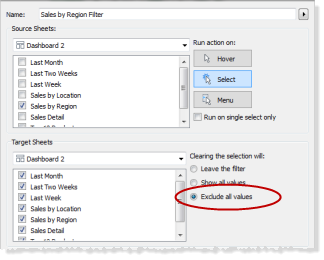 Name: Sales by Region Filter
Source Sheets:
Dashboard 2
Run action on:
Last Month
Last Two Weeks
Last Week
Sales by Location
Sales by Region
Sales Detail
Hover
Select
Menu
Run on single select only
Target Sheets
Dashboard 2
Clearing the selection will:
Last Month
Last Two Weeks
Last Week
Sales by Location
Sales by Region
Sales Detail
Leave the filter
Show all values
Exclude all values